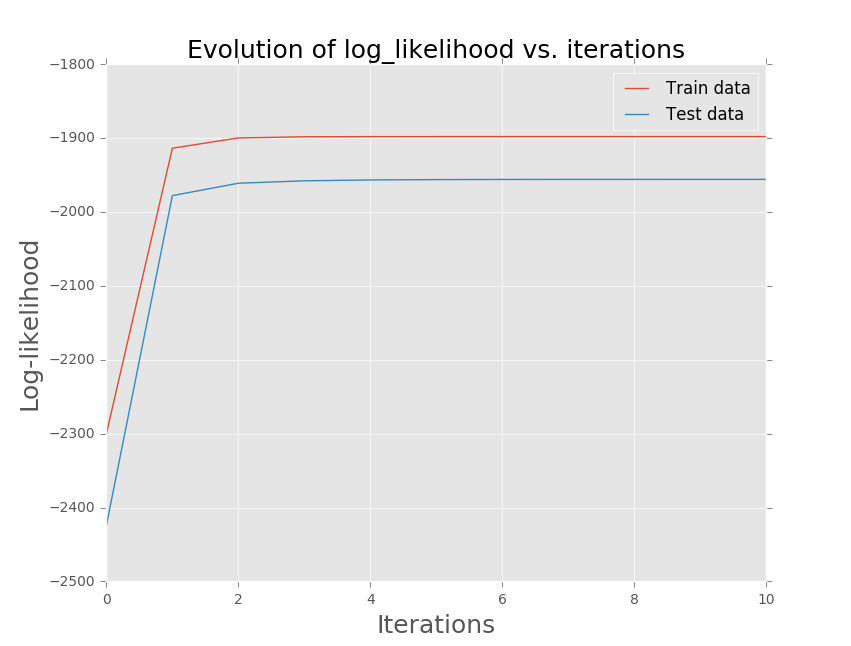 Evolution of log_likelihood vs. iterations
Train data
Test data
Log-likelihood
−1800
−1900
−2000
−2100
−2200
−2300
−2400
−2500
0 2 4 6 8 10
Iterations